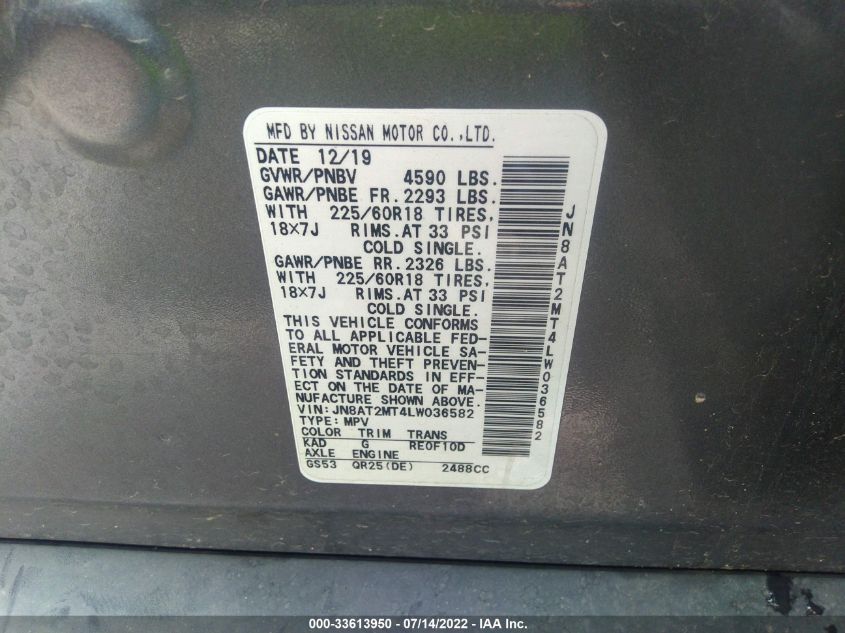 MFD BY NISSAN MOTOR CO.,LTD.
DATE 12/19
GVWR/PNBV 4590 LBS.
GAWR/PNBE FR.2293 LBS.
WITH 225/60R18 TIRES,
18X7J RIMS.AT 33 PSI
COLD SINGLE.
GAWR/PNBE RR.2326 LBS.
WITH 225/60R18 TIRES,
18X7J RIMS.AT 33 PSI
COLD SINGLE.
THIS VEHICLE CONFORMS
TO ALL APPLICABLE FED-
ERAL MOTOR VEHICLE SA-
FETY AND THEFT PREVEN-
TION STANDARDS IN EFF-
ECT ON THE DATE OF MA-
NUFACTURE SHOWN ABOVE.
VIN:JN8AT2MT4LW036582
TYPE:MPV
COLOR TRIM TRANS
KAD G RE0F10D
AXLE ENGINE
GS53 QR25(DE) 2488CC
JN8AT2MT4LW036582
000-33613950 - 07/14/2022 - IAA Inc.